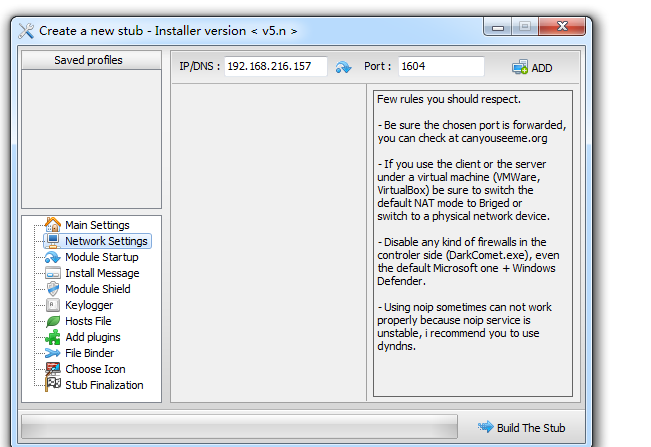 Create a new stub - Installer version < v5.n >
Saved profiles
IP/DNS : 192.168.216.157 Port : 1604 ADD
Few rules you should respect.
- Be sure the chosen port is forwarded,
you can check at canyouseeme.org
- If you use the client or the server
under a virtual machine (VMWare,
VirtualBox) be sure to switch the
default NAT mode to Briged or
switch to a physical network device.
- Disable any kind of firewalls in the
controler side (DarkComet.exe), even
the default Microsoft one + Windows
Defender.
- Using noip sometimes can not work
properly because noip service is
unstable, i recommend you to use
dyndns.
Main Settings
Network Settings
Module Startup
Install Message
Module Shield
Keylogger
Hosts File
Add plugins
File Binder
Choose Icon
Stub Finalization
Build The Stub